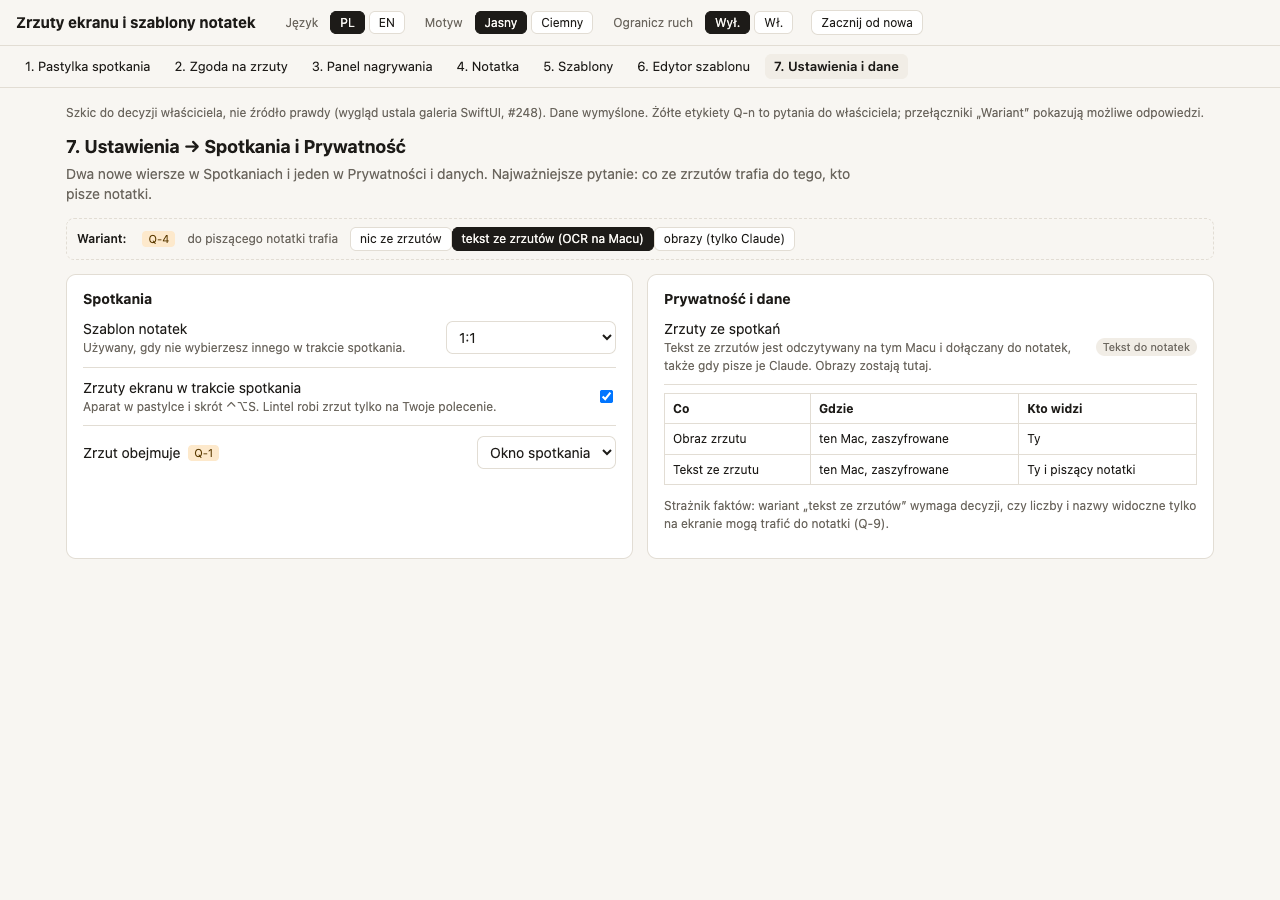 Zrzuty ekranu i szablony notatek Język PL EN Motyw Jasny Ciemny Ogranicz ruch Wył. Wł. Zacznij od nowa
1. Pastylka spotkania 2. Zgoda na zrzuty 3. Panel nagrywania 4. Notatka 5. Szablony 6. Edytor szablonu 7. Ustawienia i dane
Szkic do decyzji właściciela, nie źródło prawdy (wygląd ustala galeria SwiftUI, #248). Dane wymyślone. Żółte etykiety Q-n to pytania do właściciela; przełączniki „Wariant” pokazują możliwe odpowiedzi.
7. Ustawienia → Spotkania i Prywatność
Dwa nowe wiersze w Spotkaniach i jeden w Prywatności i danych. Najważniejsze pytanie: co ze zrzutów trafia do tego, kto
pisze notatki.
Wariant: Q-4 do piszącego notatki trafia nic ze zrzutów tekst ze zrzutów (OCR na Macu) obrazy (tylko Claude)
Spotkania
Szablon notatek
Używany, gdy nie wybierzesz innego w trakcie spotkania.
1:1
Zrzuty ekranu w trakcie spotkania
Aparat w pastylce i skrót ⌃⌥S. Lintel robi zrzut tylko na Twoje polecenie.
Zrzut obejmuje Q-1 Okno spotkania
Prywatność i dane
Zrzuty ze spotkań
Tekst ze zrzutów jest odczytywany na tym Macu i dołączany do notatek,
także gdy pisze je Claude. Obrazy zostają tutaj.
Tekst do notatek
Co Gdzie Kto widzi
Obraz zrzutu ten Mac, zaszyfrowane Ty
Tekst ze zrzutu ten Mac, zaszyfrowane Ty i piszący notatki
Strażnik faktów: wariant „tekst ze zrzutów” wymaga decyzji, czy liczby i nazwy widoczne tylko
na ekranie mogą trafić do notatki (Q-9).